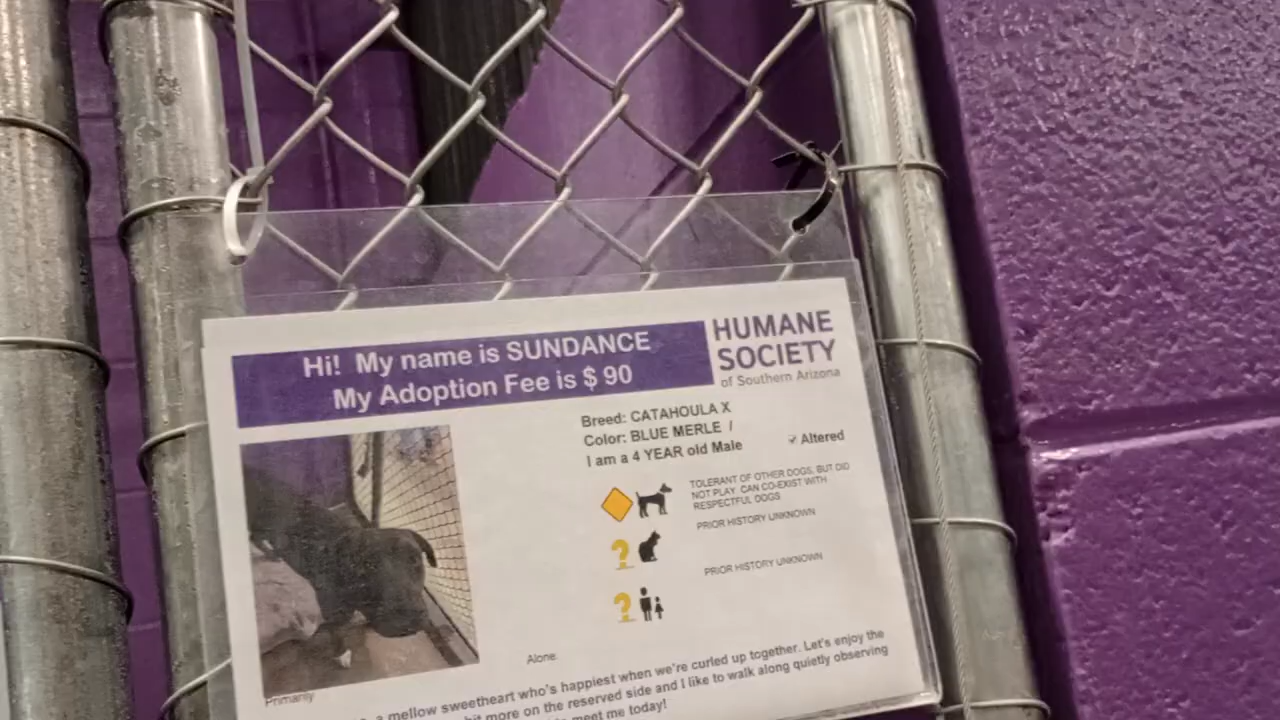 Hi! My name is SUNDANCE
My Adoption Fee is $ 90
HUMANE
SOCIETY
of Southern Arizona
Breed: CATAHOULA X
Color: BLUE MERLE /
I am a 4 YEAR old Male
Altered
TOLERANT OF OTHER DOGS, BUT DID
NOT PLAY. CAN CO-EXIST WITH
RESPECTFUL DOGS
PRIOR HISTORY UNKNOWN
PRIOR HISTORY UNKNOWN
Primarily
Alone.
a mellow sweetheart who's happiest when we're curled up together. Let's enjoy the
bit more on the reserved side and I like to walk along quietly observing
meet me today!